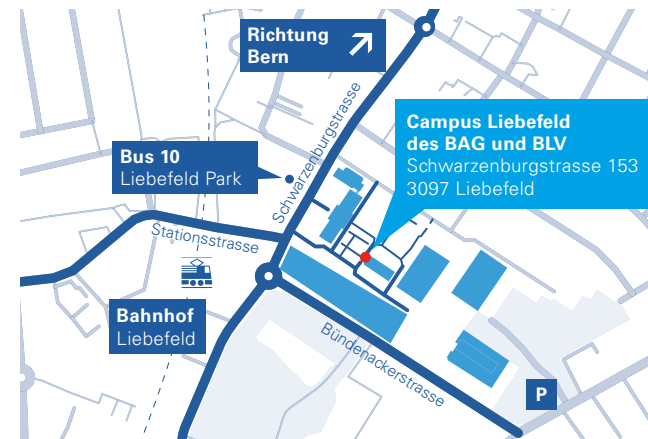 Richtung
Bern
Campus Liebefeld
des BAG und BLV
Schwarzenburgstrasse 153
3097 Liebefeld
Bus 10
Liebefeld Park
Schwarzenburgstrasse
Stationsstrasse
Bahnhof
Liebefeld
Bündenackerstrasse
P